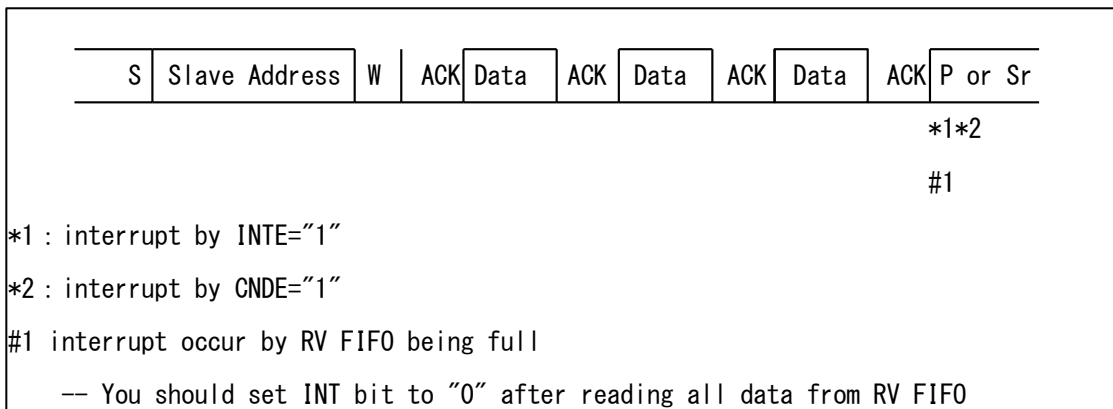 S Slave Address W ACK Data ACK Data ACK Data ACK P or Sr
*1*2
#1
*1 : interrupt by INTE="1"
*2 : interrupt by CNDE="1"
#1 interrupt occur by RV FIFO being full
-- You should set INT bit to "0" after reading all data from RV FIFO